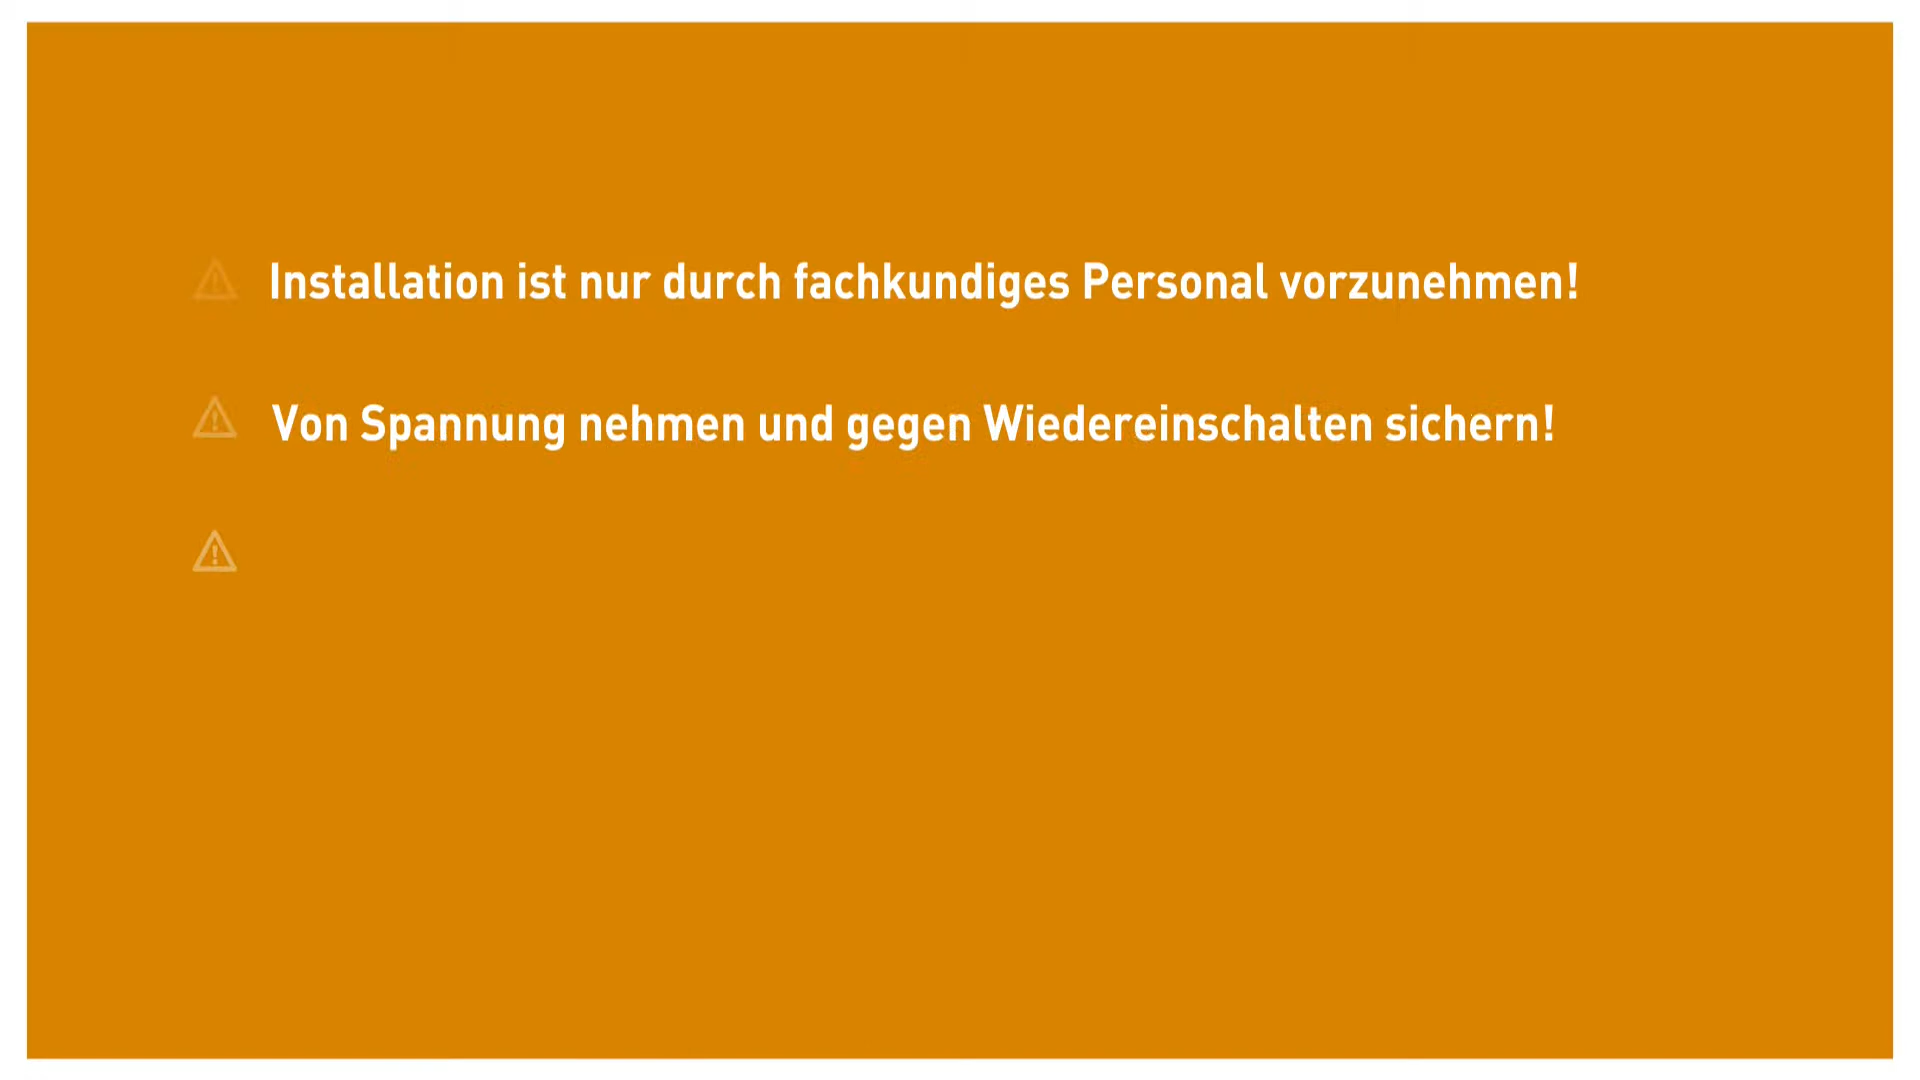 Installation ist nur durch fachkundiges Personal vorzunehmen!
Von Spannung nehmen und gegen Wiedereinschalten sichern!